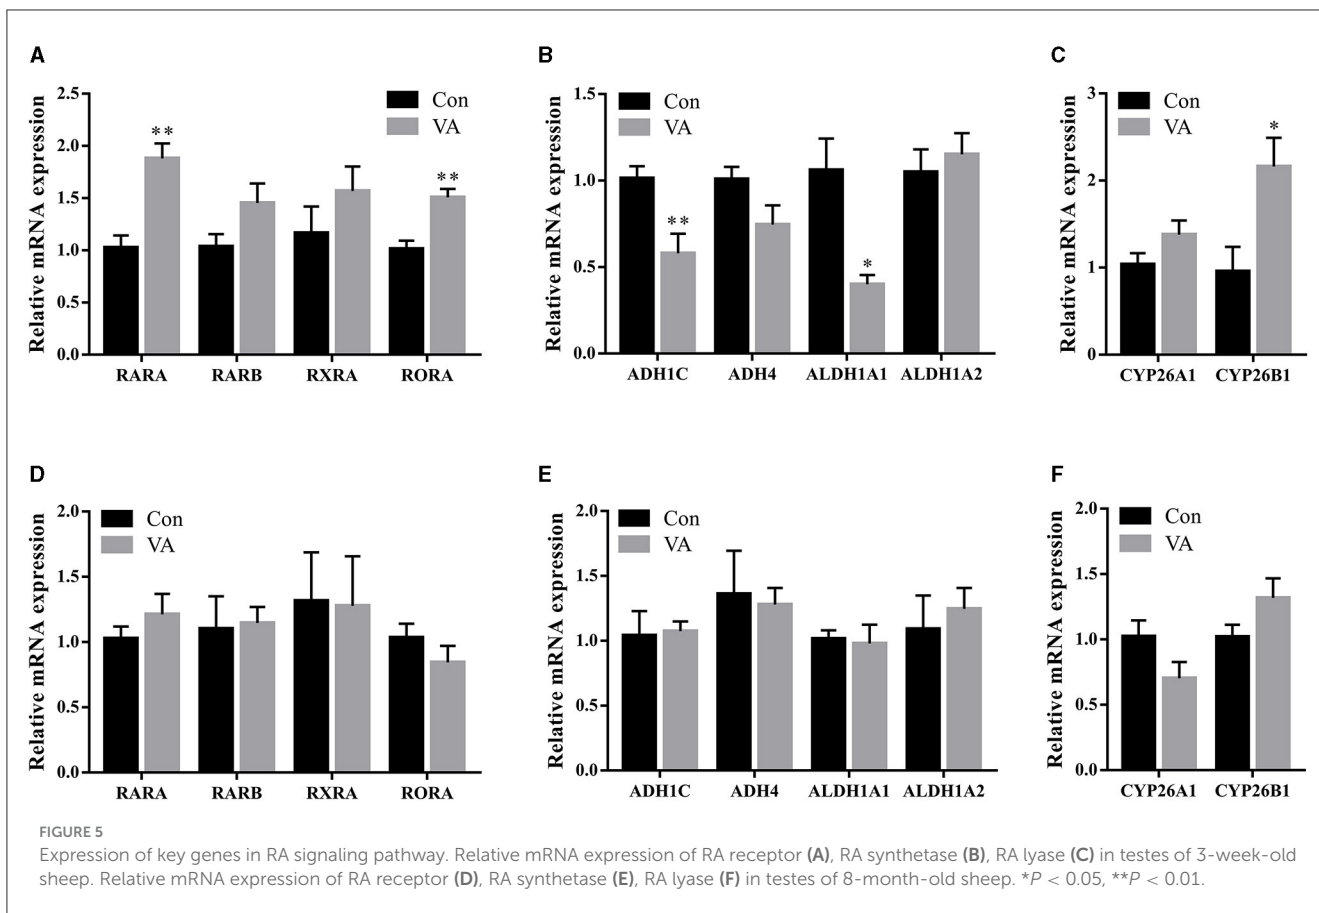 A
Relative mRNA expression
2.5
2.0
1.5
1.0
0.5
0.0
Con
VA
**
**
RARA RARB RXRA RORA
B
Relative mRNA expression
1.5
1.0
0.5
0.0
Con
VA
**
*
ADH1C ADH4 ALDH1A1 ALDH1A2
C
Relative mRNA expression
3
2
1
0
Con
VA
*
CYP26A1 CYP26B1
D
Relative mRNA expression
2.0
1.5
1.0
0.5
0.0
Con
VA
RARA RARB RXRA RORA
E
Relative mRNA expression
2.0
1.5
1.0
0.5
0.0
Con
VA
ADH1C ADH4 ALDH1A1 ALDH1A2
F
Relative mRNA expression
2.0
1.5
1.0
0.5
0.0
Con
VA
CYP26A1 CYP26B1
FIGURE 5
Expression of key genes in RA signaling pathway. Relative mRNA expression of RA receptor (A), RA synthetase (B), RA lyase (C) in testes of 3-week-old
sheep. Relative mRNA expression of RA receptor (D), RA synthetase (E), RA lyase (F) in testes of 8-month-old sheep. *P < 0.05, **P < 0.01.